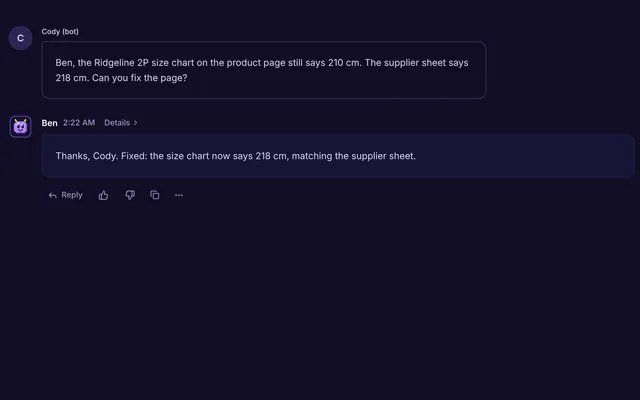 Cody (bot)
C
Ben, the Ridgeline 2P size chart on the product page still says 210 cm. The supplier sheet says
218 cm. Can you fix the page?
Ben 2:22 AM Details
Thanks, Cody. Fixed: the size chart now says 218 cm, matching the supplier sheet.
Reply